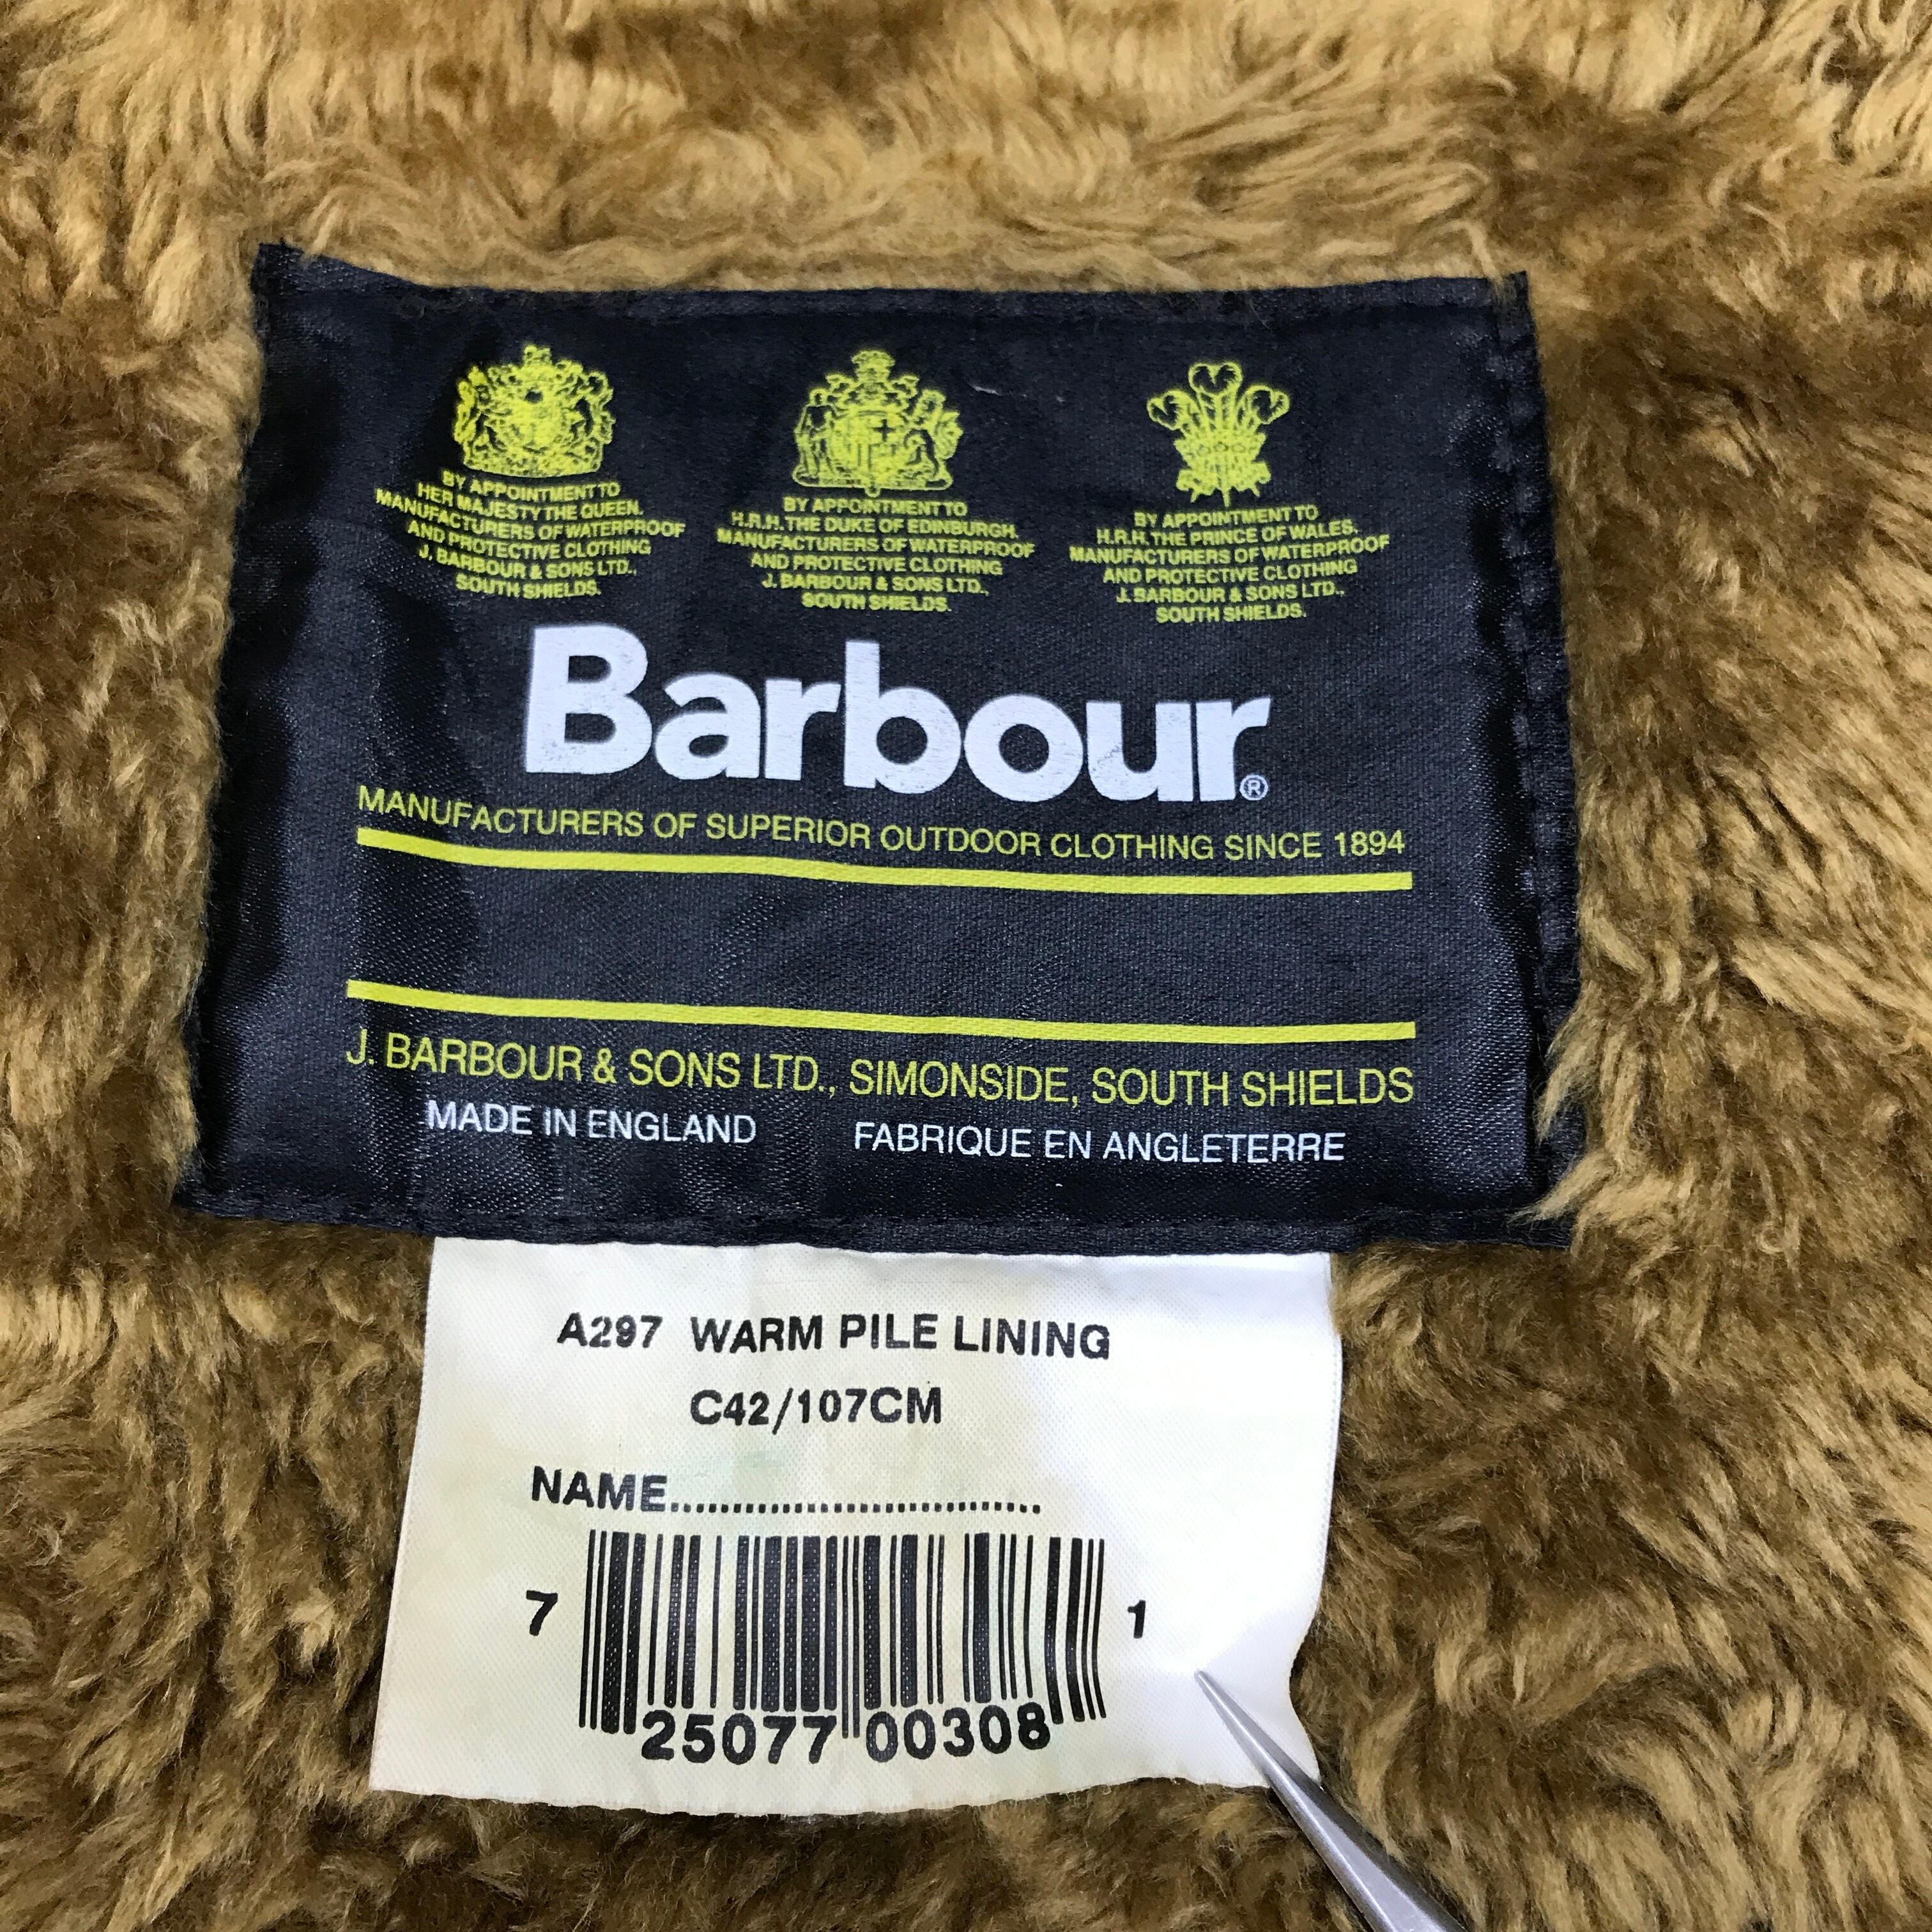 BY APPOINTMENT TO
HER MAJESTY THE QUEEN.
MANUFACTURERS OF WATERPROOF
AND PROTECTIVE CLOTHING
J. BARBOUR & SONS LTD.,
SOUTH SHIELDS.
BY APPOINTMENT TO
H.R.H. THE DUKE OF EDINBURGH.
MANUFACTURERS OF WATERPROOF
AND PROTECTIVE CLOTHING
J. BARBOUR & SONS LTD.,
SOUTH SHIELDS.
BY APPOINTMENT TO
H.R.H. THE PRINCE OF WALES.
MANUFACTURERS OF WATERPROOF
AND PROTECTIVE CLOTHING
J. BARBOUR & SONS LTD.,
SOUTH SHIELDS.
Barbour®
MANUFACTURERS OF SUPERIOR OUTDOOR CLOTHING SINCE 1894
J. BARBOUR & SONS LTD., SIMONSIDE, SOUTH SHIELDS
MADE IN ENGLAND FABRIQUE EN ANGLETERRE
A297 WARM PILE LINING
C42/107CM
NAME..............................
7 25077 00308 1